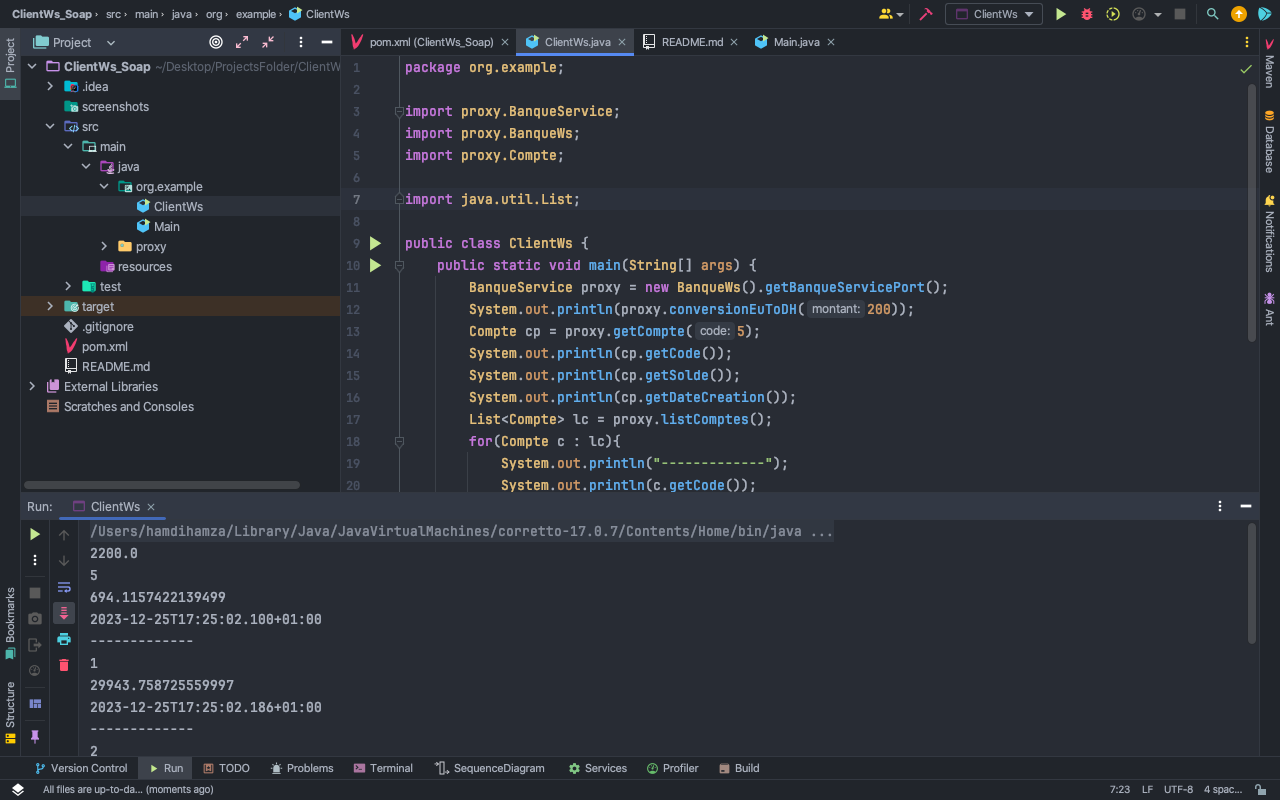 ClientWs_Soap › src › main › java › org › example › ClientWs
ClientWs
Project
Project
pom.xml (ClientWs_Soap)
ClientWs.java
README.md
Main.java
ClientWs_Soap ~/Desktop/ProjectsFolder/ClientW
.idea
screenshots
src
main
java
org.example
ClientWs
Main
proxy
resources
test
target
.gitignore
pom.xml
README.md
External Libraries
Scratches and Consoles
1 package org.example;
2
3 import proxy.BanqueService;
4 import proxy.BanqueWs;
5 import proxy.Compte;
6
7 import java.util.List;
8
9 public class ClientWs {
10 public static void main(String[] args) {
11 BanqueService proxy = new BanqueWs().getBanqueServicePort();
12 System.out.println(proxy.conversionEuToDH( montant: 200));
13 Compte cp = proxy.getCompte( code: 5);
14 System.out.println(cp.getCode());
15 System.out.println(cp.getSolde());
16 System.out.println(cp.getDateCreation());
17 List<Compte> lc = proxy.listComptes();
18 for(Compte c : lc){
19 System.out.println("-------------");
20 System.out.println(c.getCode());
Maven
Database
Notifications
Ant
Run: ClientWs
/Users/hamdihamza/Library/Java/JavaVirtualMachines/corretto-17.0.7/Contents/Home/bin/java ...
2200.0
5
694.1157422139499
2023-12-25T17:25:02.100+01:00
-------------
1
29943.758725559997
2023-12-25T17:25:02.186+01:00
-------------
2
Bookmarks
Structure
Version Control Run TODO Problems Terminal SequenceDiagram Services Profiler Build
All files are up-to-da... (moments ago) 7:23 LF UTF-8 4 spac...